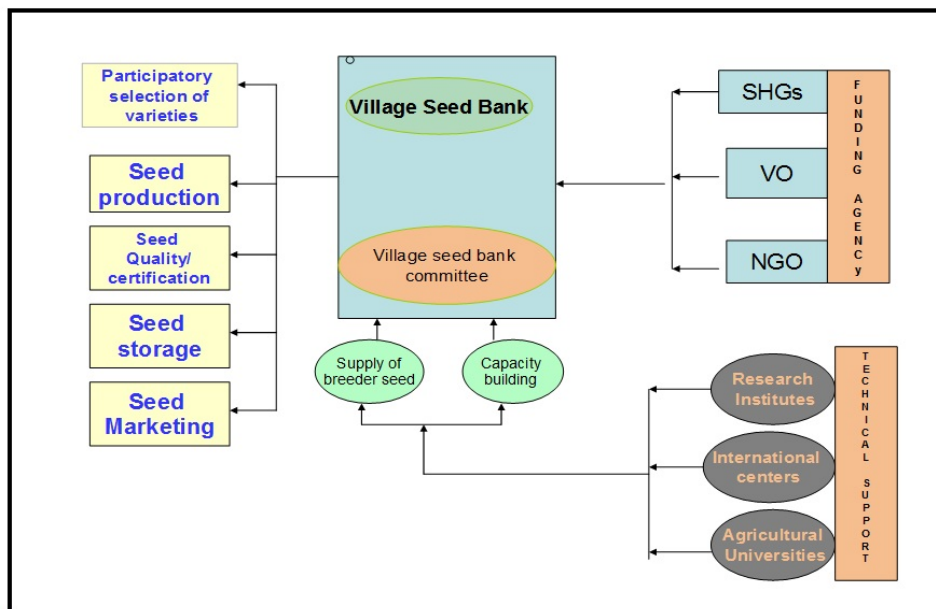 Participatory
selection of
varieties
Seed
production
Seed
Quality/
certification
Seed
storage
Seed
Marketing
Village Seed Bank
Village seed bank
committee
Supply of
breeder seed
Capacity
building
SHGs
VO
NGO
FUNDING AGENCy
Research
Institutes
International
centers
Agricultural
Universities
TECHNICAL SUPPORT